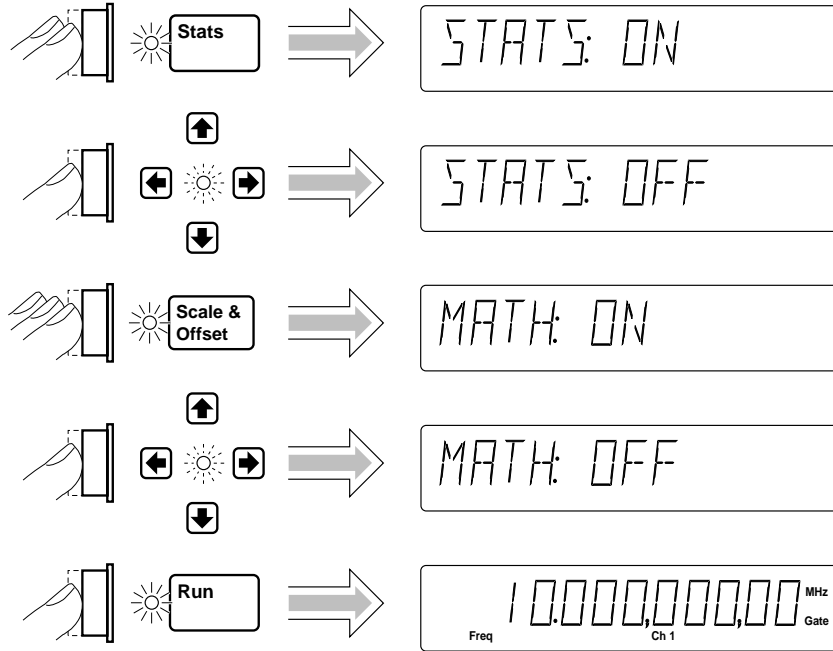 Stats
STATS: ON
STATS: OFF
Scale &
Offset
MATH: ON
MATH: OFF
Run
10.000,000,00 MHz
Gate
Freq Ch 1